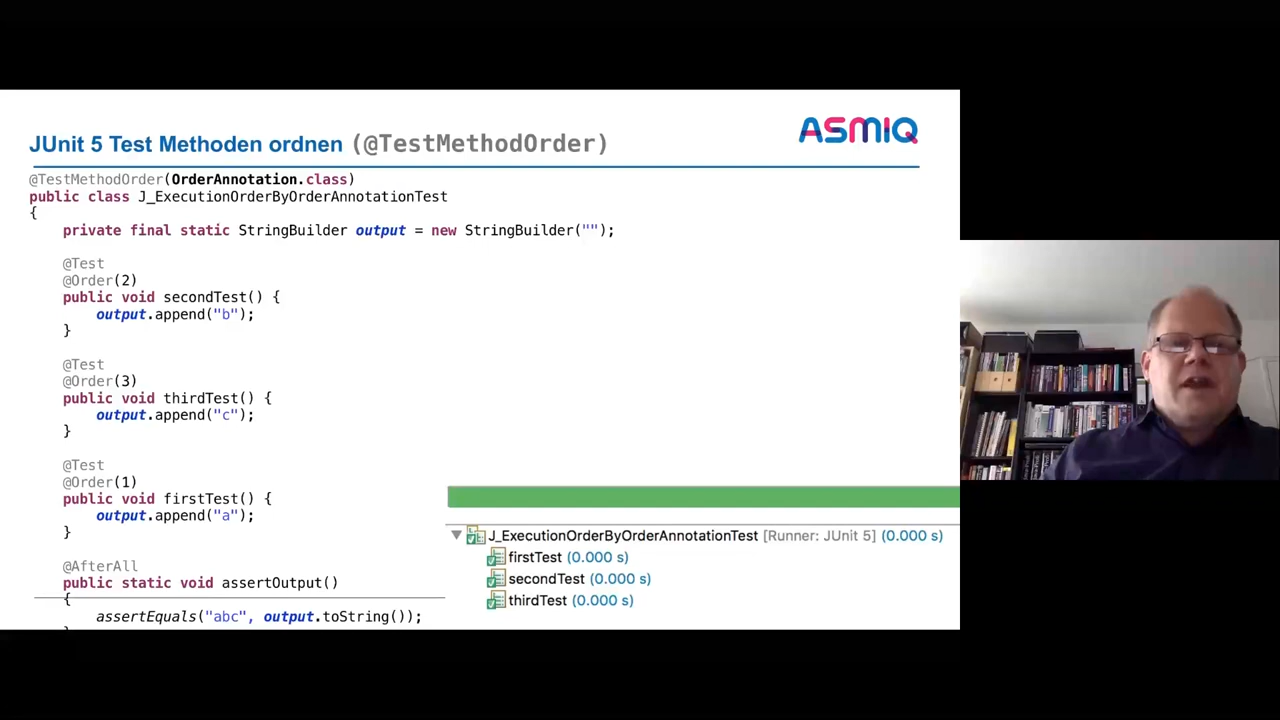 JUnit 5 Test Methoden ordnen (@TestMethodOrder)
ASMIQ
@TestMethodOrder(OrderAnnotation.class)
public class J_ExecutionOrderByOrderAnnotationTest
{
private final static StringBuilder output = new StringBuilder("");
@Test
@Order(2)
public void secondTest() {
output.append("b");
}
@Test
@Order(3)
public void thirdTest() {
output.append("c");
}
@Test
@Order(1)
public void firstTest() {
output.append("a");
}
@AfterAll
public static void assertOutput()
{
assertEquals("abc", output.toString());
J_ExecutionOrderByOrderAnnotationTest [Runner: JUnit 5] (0.000 s)
firstTest (0.000 s)
secondTest (0.000 s)
thirdTest (0.000 s)